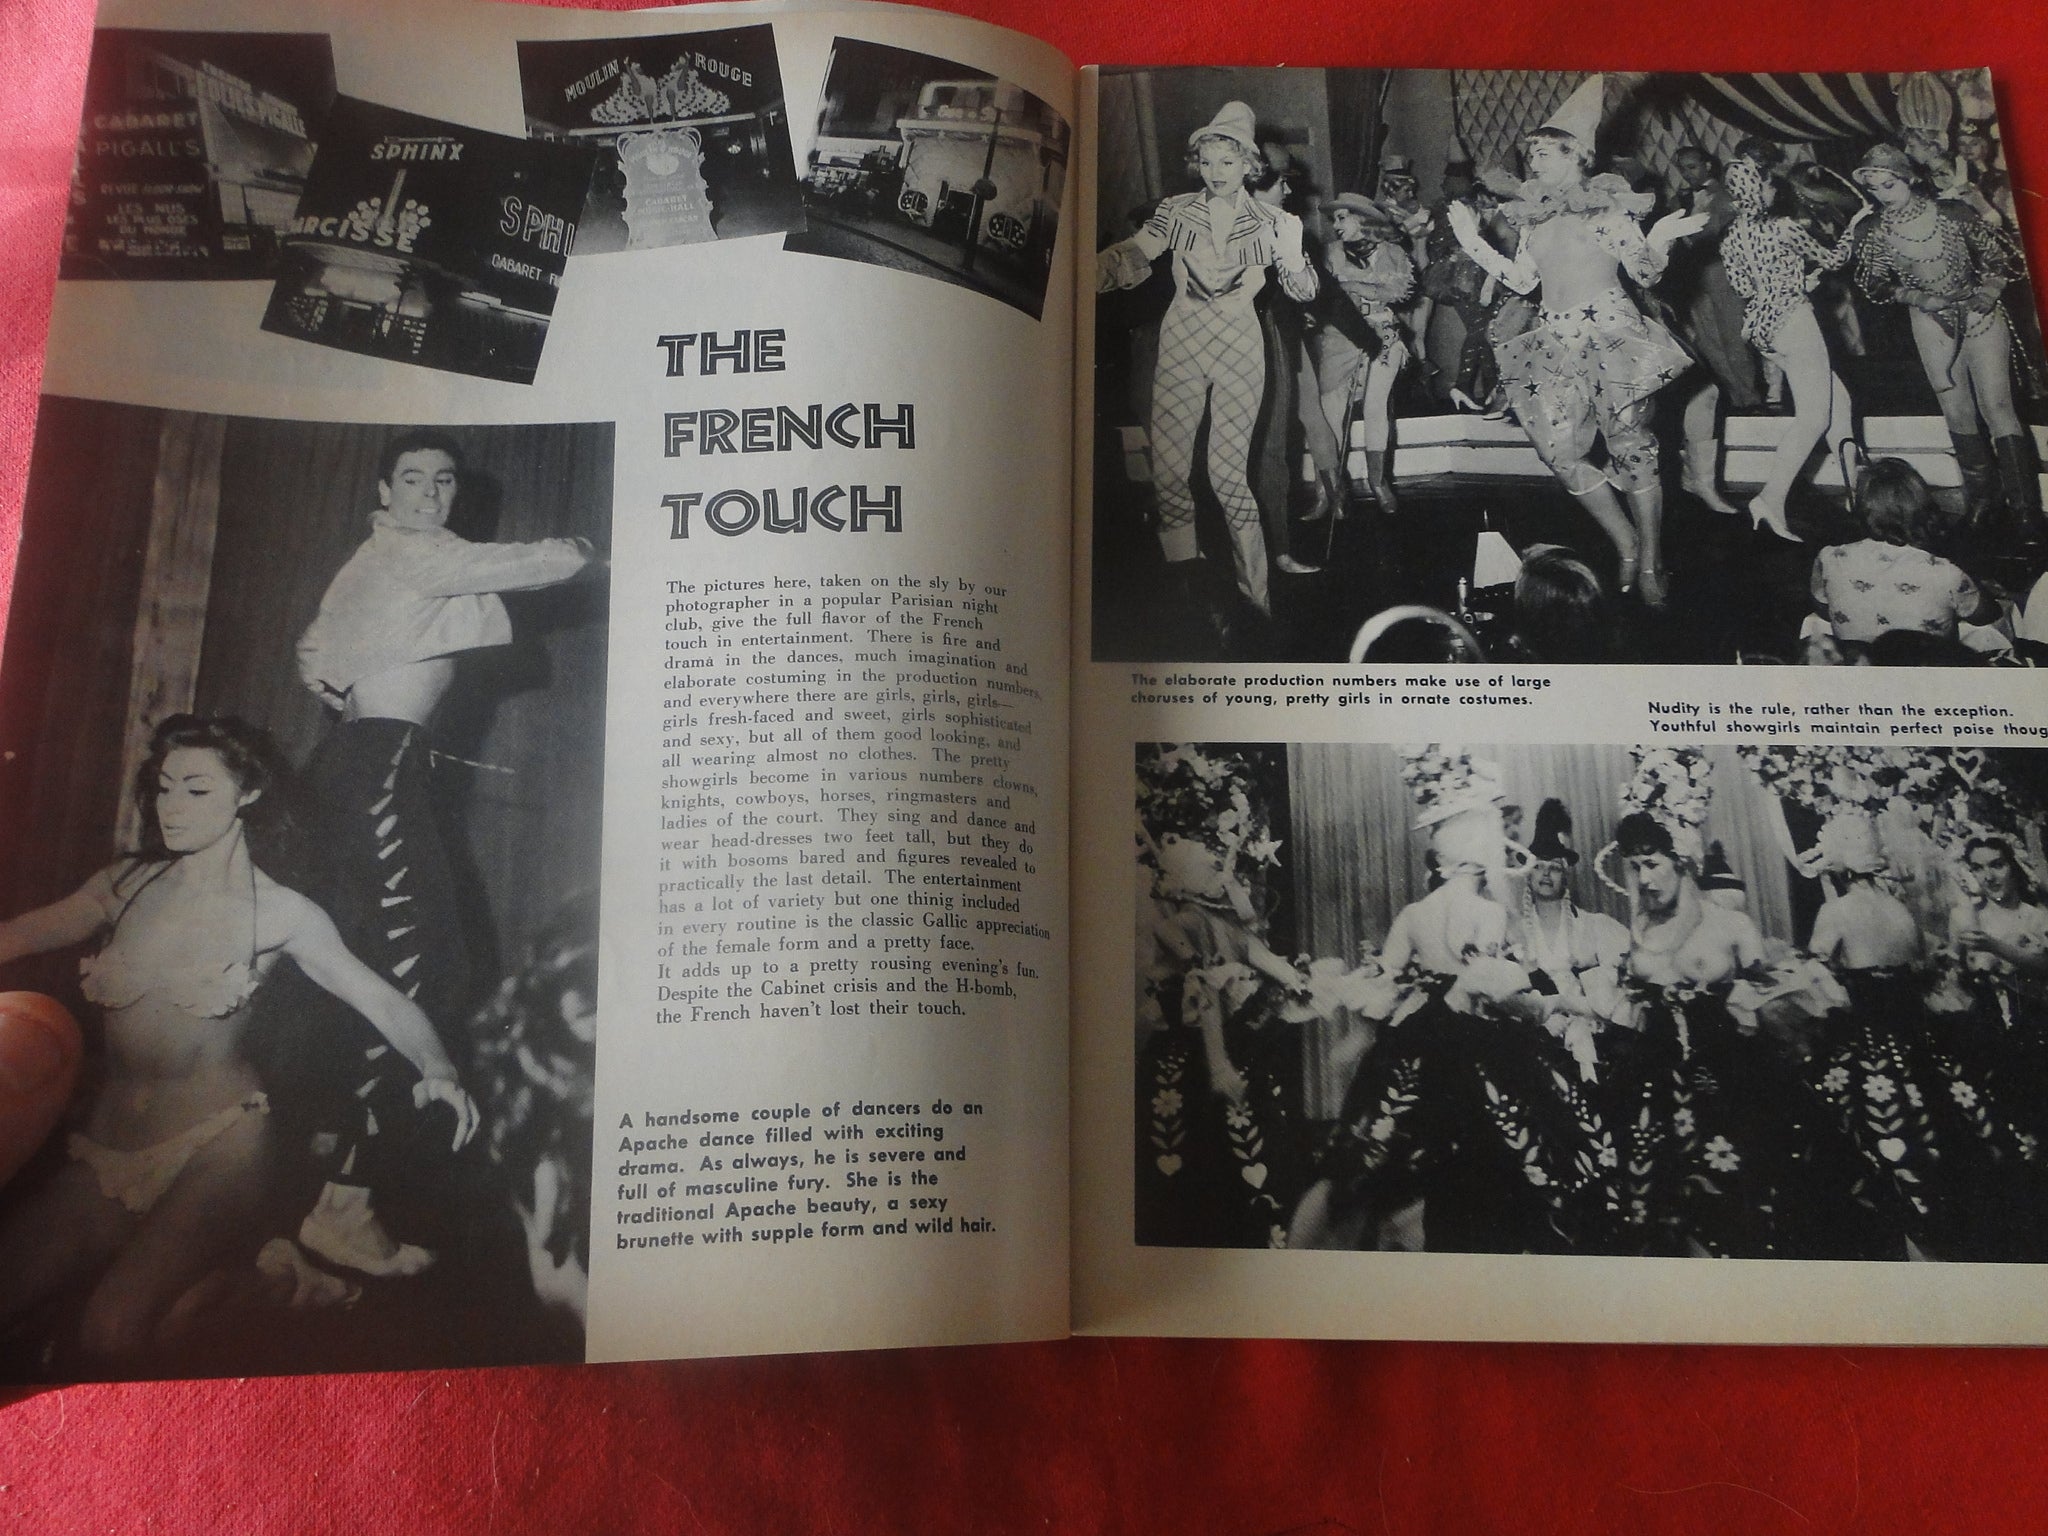 CABARET
PIGALL'S
REVUE FLOOR-SHOW
LES NUS
LES PLUS OSÉS
DU MONDE
SPHINX
NARCISSE
SPHI
CABARET
MOULIN ROUGE
CABARET
THE
FRENCH
TOUCH
The pictures here, taken on the sly by our
photographer in a popular Parisian night
club, give the full flavor of the French
touch in entertainment. There is fire and
drama in the dances, much imagination and
elaborate costuming in the production numbers,
and everywhere there are girls, girls, girls—
girls fresh-faced and sweet, girls sophisticated
and sexy, but all of them good looking, and
all wearing almost no clothes. The pretty
showgirls become in various numbers clowns,
knights, cowboys, horses, ringmasters and
ladies of the court. They sing and dance and
wear head-dresses two feet tall, but they do
it with bosoms bared and figures revealed to
practically the last detail. The entertainment
has a lot of variety but one thinig included
in every routine is the classic Gallic appreciation
of the female form and a pretty face.
It adds up to a pretty rousing evening's fun.
Despite the Cabinet crisis and the H-bomb,
the French haven't lost their touch.
A handsome couple of dancers do an
Apache dance filled with exciting
drama. As always, he is severe and
full of masculine fury. She is the
traditional Apache beauty, a sexy
brunette with supple form and wild hair.
The elaborate production numbers make use of large
choruses of young, pretty girls in ornate costumes.
Nudity is the rule, rather than the exception.
Youthful showgirls maintain perfect poise thoug